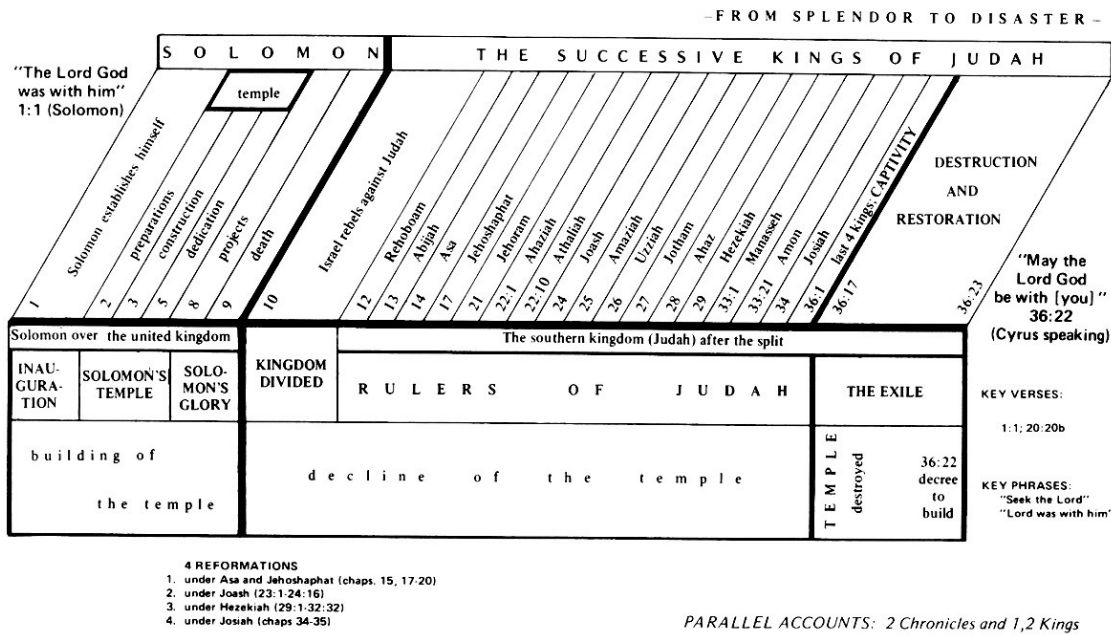 -FROM SPLENDOR TO DISASTER-
SOLOMON
THE SUCCESSIVE KINGS OF JUDAH
"The Lord God
was with him"
1:1 (Solomon)
temple
Solomon establishes himself
preparations
construction
dedication
projects
death
Israel rebels against Judah
Rehoboam
Abijah
Asa
Jehoshaphat
Jehoram
Ahaziah
Athaliah
Joash
Amaziah
Uzziah
Jotham
Ahaz
Hezekiah
Manasseh
Amon
Josiah
last 4 kings: CAPTIVITY
DESTRUCTION
AND
RESTORATION
"May the
Lord God
be with [you]"
36:22
(Cyrus speaking)
1
2
3
5
8
9
10
12
13
14
17
21
22:1
22:10
24
25
26
27
28
29
33:1
33:21
34
36:1
36:17
36:23
Solomon over the united kingdom
The southern kingdom (Judah) after the split
INAU-
GURA-
TION
SOLOMON'S
TEMPLE
SOLO-
MON'S
GLORY
KINGDOM
DIVIDED
RULERS OF JUDAH
THE EXILE
KEY VERSES:
1:1; 20:20b
building of
the temple
decline of the temple
TEMPLE
destroyed
36:22
decree
to
build
KEY PHRASES:
"Seek the Lord"
"Lord was with him"
4 REFORMATIONS
1. under Asa and Jehoshaphat (chaps. 15, 17-20)
2. under Joash (23:1-24:16)
3. under Hezekiah (29:1-32:32)
4. under Josiah (chaps 34-35)
PARALLEL ACCOUNTS: 2 Chronicles and 1,2 Kings